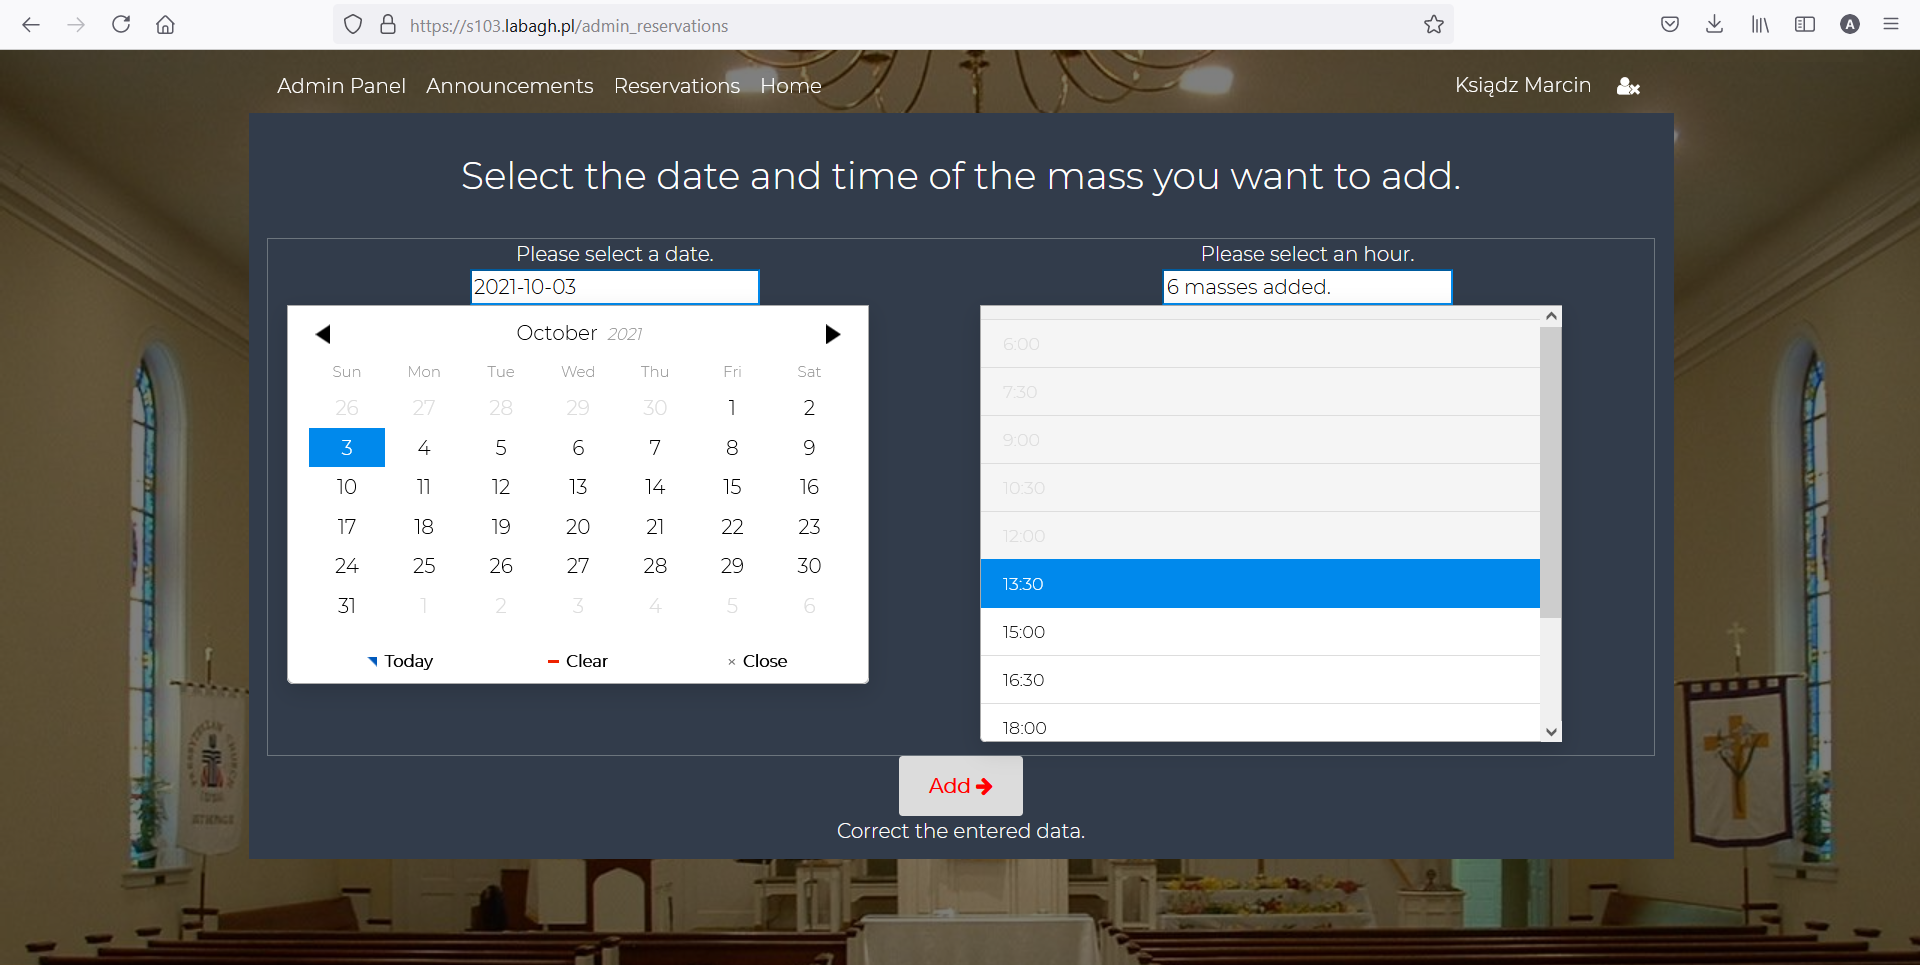 https://s103.labagh.pl/admin_reservations
A
Admin Panel Announcements Reservations Home
Ksiądz Marcin
Select the date and time of the mass you want to add.
Please select a date.
2021-10-03
October 2021
Sun Mon Tue Wed Thu Fri Sat
26 27 28 29 30 1 2
3 4 5 6 7 8 9
10 11 12 13 14 15 16
17 18 19 20 21 22 23
24 25 26 27 28 29 30
31 1 2 3 4 5 6
Today Clear × Close
Please select an hour.
6 masses added.
6:00
7:30
9:00
10:30
12:00
13:30
15:00
16:30
18:00
Add
Correct the entered data.